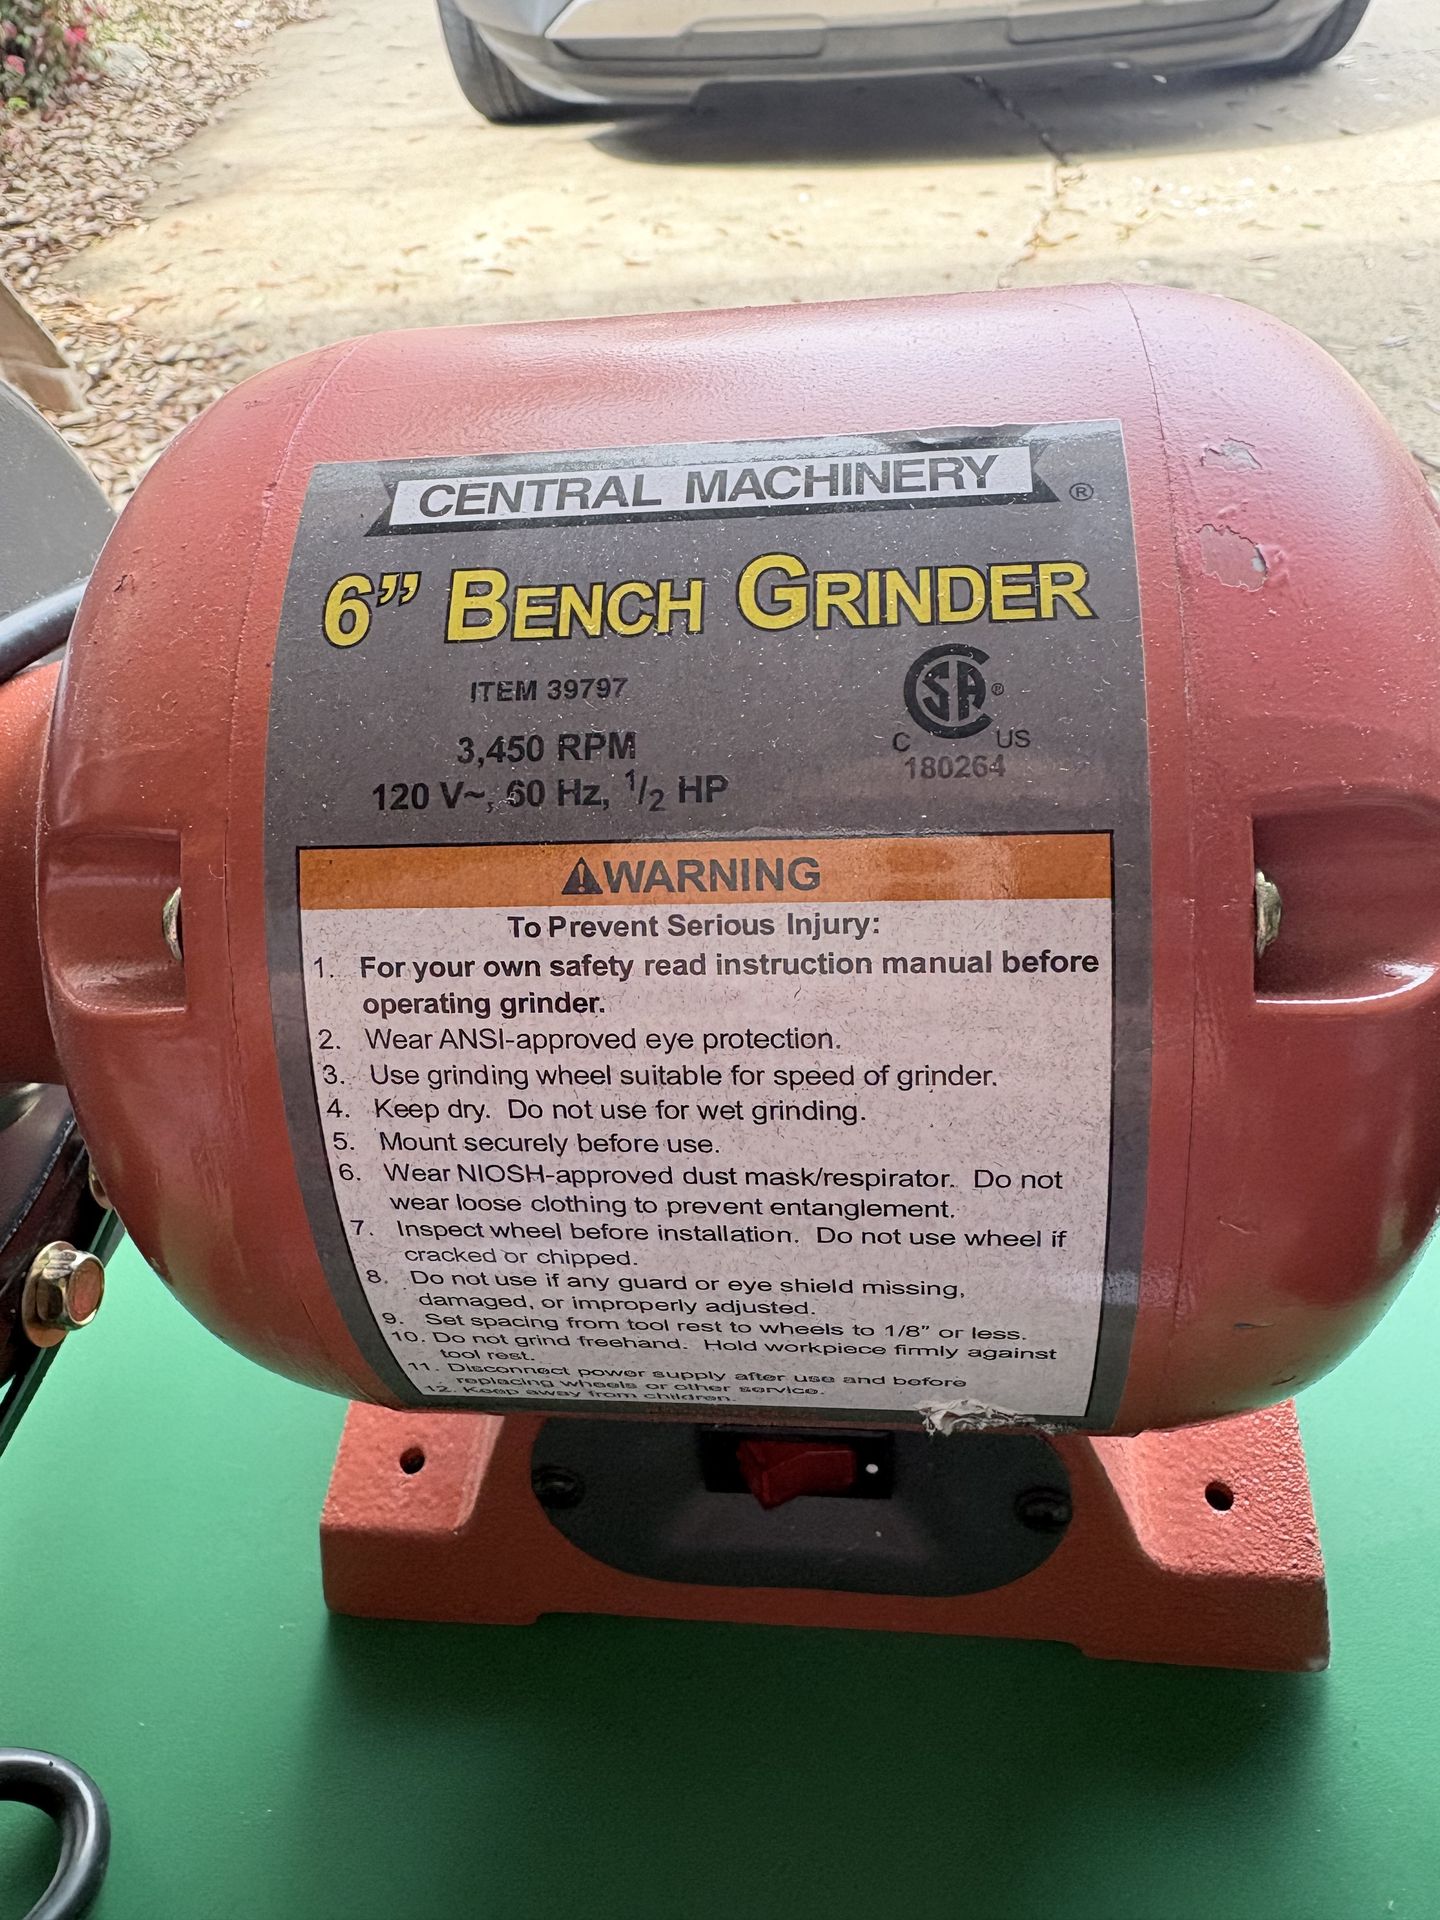 CENTRAL MACHINERY ®
6” BENCH GRINDER
ITEM 39797
3,450 RPM
120 V~, 60 Hz, 1/2 HP
CSA ®
C US
180264
⚠WARNING
To Prevent Serious Injury:
1. For your own safety read instruction manual before
operating grinder.
2. Wear ANSI-approved eye protection.
3. Use grinding wheel suitable for speed of grinder.
4. Keep dry. Do not use for wet grinding.
5. Mount securely before use.
6. Wear NIOSH-approved dust mask/respirator. Do not
wear loose clothing to prevent entanglement.
7. Inspect wheel before installation. Do not use wheel if
cracked or chipped.
8. Do not use if any guard or eye shield missing,
damaged, or improperly adjusted.
9. Set spacing from tool rest to wheels to 1/8” or less.
10. Do not grind freehand. Hold workpiece firmly against
tool rest.
11. Disconnect power supply after use and before
replacing wheels or other service.
12. Keep away from children.